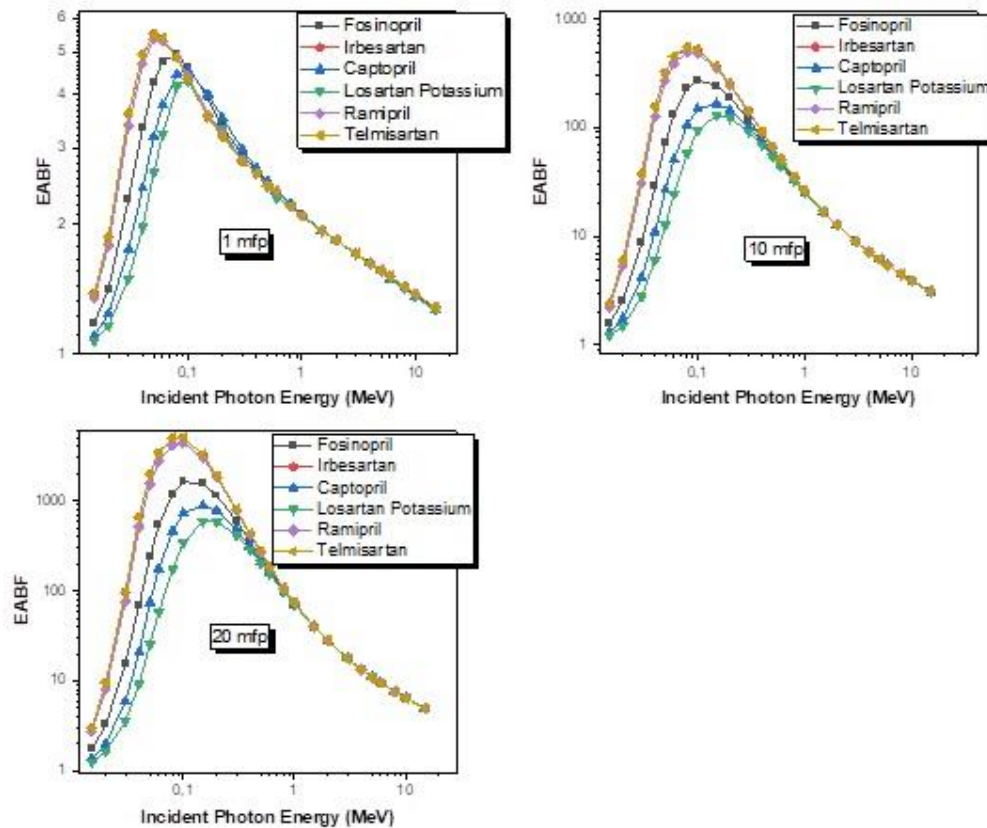 6
5
4
3
2
1
EABF
Fosinopril
Irbesartan
Captopril
Losartan Potassium
Ramipril
Telmisartan
1 mfp
0,1
1
10
Incident Photon Energy (MeV)
1000
100
10
1
EABF
Fosinopril
Irbesartan
Captopril
Losartan Potassium
Ramipril
Telmisartan
10 mfp
0,1
1
10
Incident Photon Energy (MeV)
1000
100
10
1
EABF
Fosinopril
Irbesartan
Captopril
Losartan Potassium
Ramipril
Telmisartan
20 mfp
0,1
1
10
Incident Photon Energy (MeV)